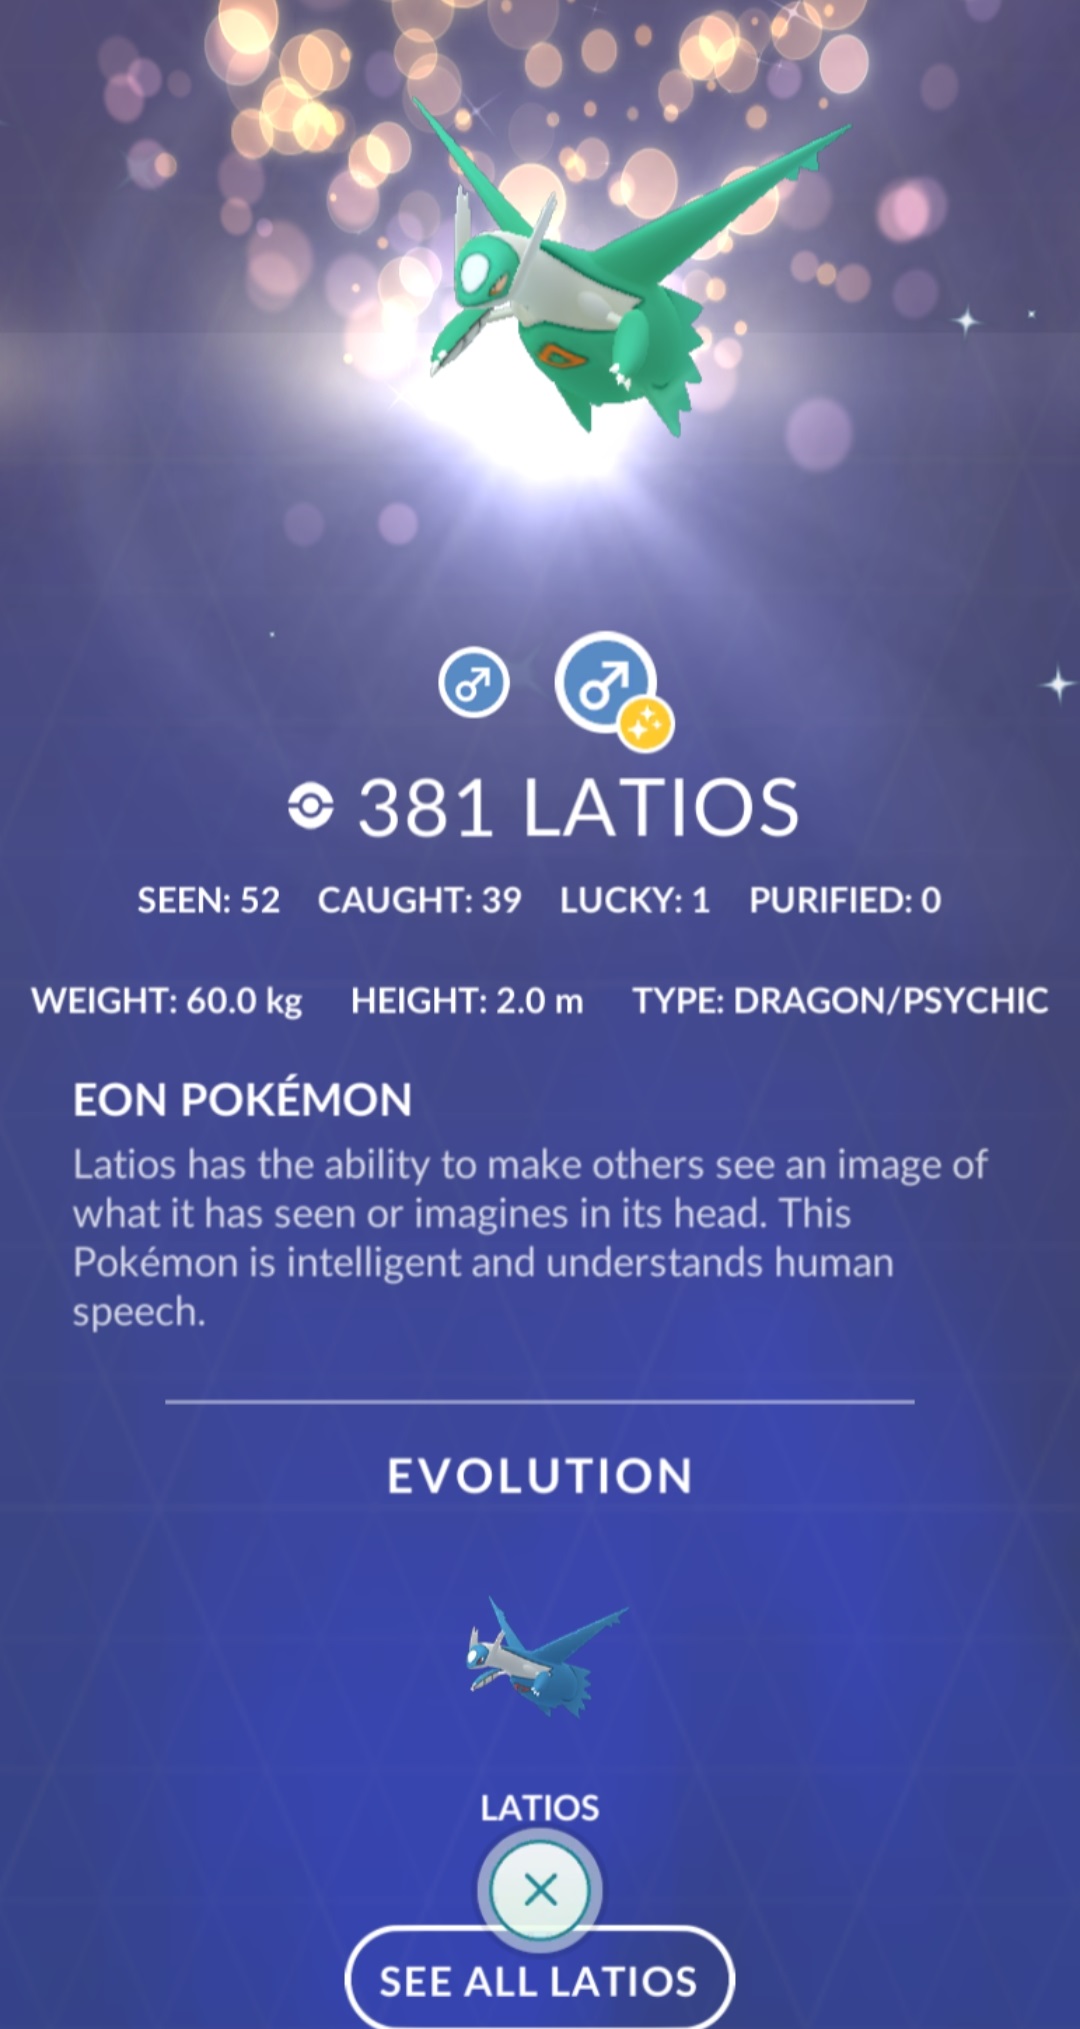 381 LATIOS
SEEN: 52 CAUGHT: 39 LUCKY: 1 PURIFIED: 0
WEIGHT: 60.0 kg HEIGHT: 2.0 m TYPE: DRAGON/PSYCHIC
EON POKÉMON
Latios has the ability to make others see an image of
what it has seen or imagines in its head. This
Pokémon is intelligent and understands human
speech.
EVOLUTION
LATIOS
SEE ALL LATIOS